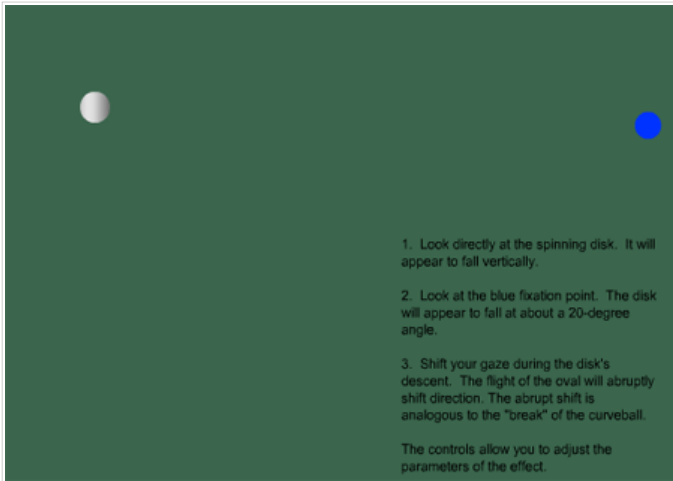 1.  Look directly at the spinning disk.  It will
appear to fall vertically.
2.  Look at the blue fixation point.  The disk
will appear to fall at about a 20-degree
angle.
3.  Shift your gaze during the disk's
descent.  The flight of the oval will abruptly
shift direction. The abrupt shift is
analogous to the "break" of the curveball.
The controls allow you to adjust the
parameters of the effect.